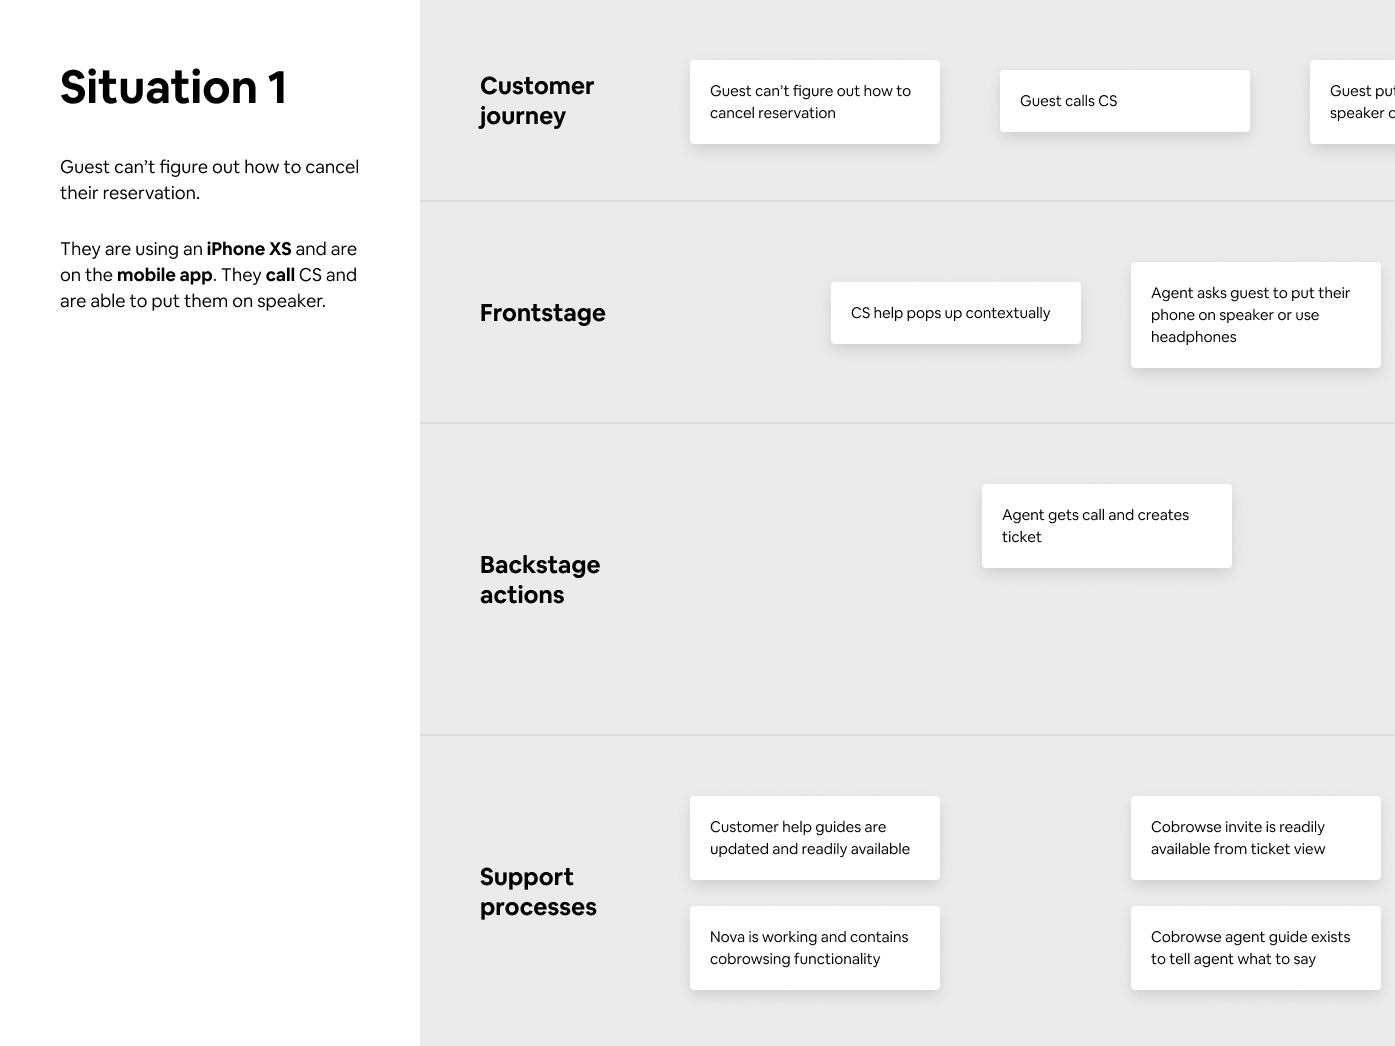 Situation 1
Guest can’t figure out how to cancel
their reservation.
They are using an iPhone XS and are
on the mobile app. They call CS and
are able to put them on speaker.
Customer
journey
Guest can’t figure out how to
cancel reservation
Guest calls CS
Guest put
speaker o
Frontstage
CS help pops up contextually
Agent asks guest to put their
phone on speaker or use
headphones
Backstage
actions
Agent gets call and creates
ticket
Support
processes
Customer help guides are
updated and readily available
Nova is working and contains
cobrowsing functionality
Cobrowse invite is readily
available from ticket view
Cobrowse agent guide exists
to tell agent what to say